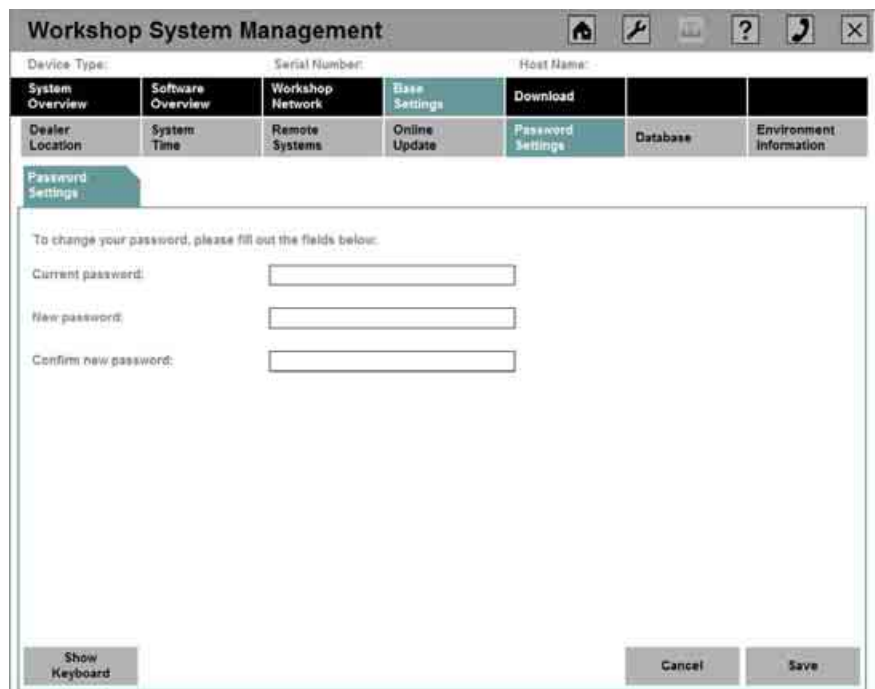 Workshop System Management
?
Device Type: Serial Number: Host Name:
System Overview
Software Overview
Workshop Network
Base Settings
Download
Dealer Location
System Time
Remote Systems
Online Update
Password Settings
Database
Environment Information
Password
Settings
To change your password, please fill out the fields below:
Current password:
New password:
Confirm new password:
Show
Keyboard
Cancel
Save